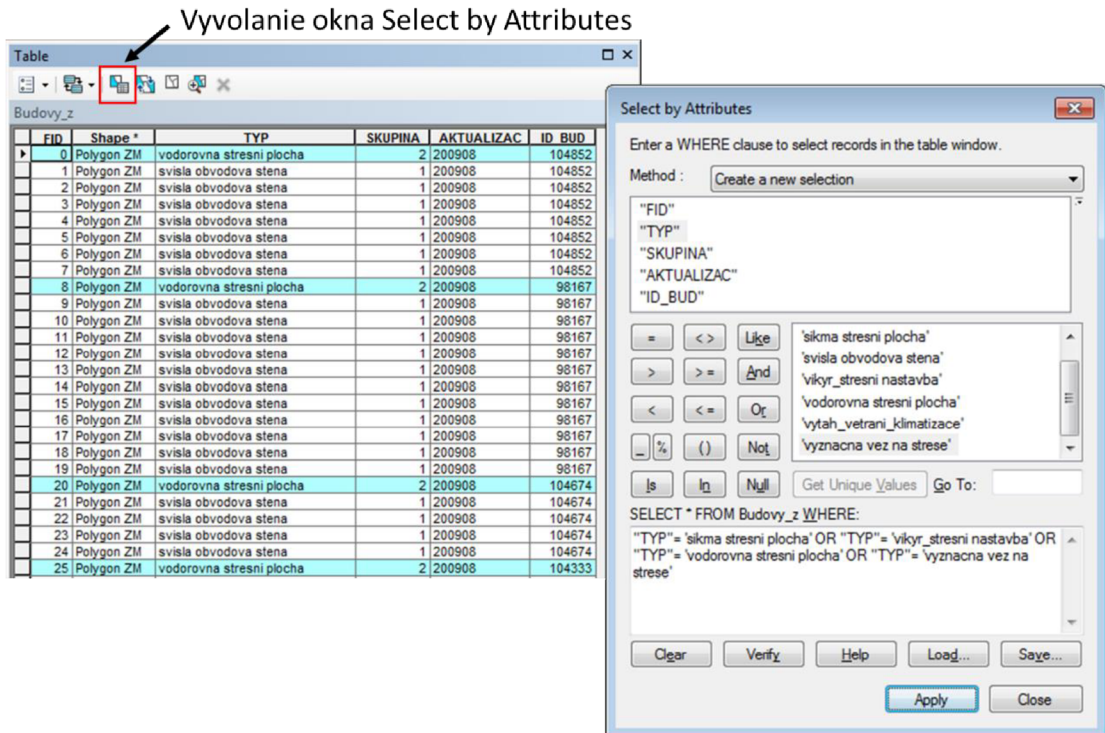 Vyvolanie okna Select by Attributes
Table
Budovy_z
FID Shape * TYP SKUPINA AKTUALIZAC ID_BUD
0 Polygon ZM vodorovna stresni plocha 2 200908 104852
1 Polygon ZM svisla obvodova stena 1 200908 104852
2 Polygon ZM svisla obvodova stena 1 200908 104852
3 Polygon ZM svisla obvodova stena 1 200908 104852
4 Polygon ZM svisla obvodova stena 1 200908 104852
5 Polygon ZM svisla obvodova stena 1 200908 104852
6 Polygon ZM svisla obvodova stena 1 200908 104852
7 Polygon ZM svisla obvodova stena 1 200908 104852
8 Polygon ZM vodorovna stresni plocha 2 200908 98167
9 Polygon ZM svisla obvodova stena 1 200908 98167
10 Polygon ZM svisla obvodova stena 1 200908 98167
11 Polygon ZM svisla obvodova stena 1 200908 98167
12 Polygon ZM svisla obvodova stena 1 200908 98167
13 Polygon ZM svisla obvodova stena 1 200908 98167
14 Polygon ZM svisla obvodova stena 1 200908 98167
15 Polygon ZM svisla obvodova stena 1 200908 98167
16 Polygon ZM svisla obvodova stena 1 200908 98167
17 Polygon ZM svisla obvodova stena 1 200908 98167
18 Polygon ZM svisla obvodova stena 1 200908 98167
19 Polygon ZM svisla obvodova stena 1 200908 98167
20 Polygon ZM vodorovna stresni plocha 2 200908 104674
21 Polygon ZM svisla obvodova stena 1 200908 104674
22 Polygon ZM svisla obvodova stena 1 200908 104674
23 Polygon ZM svisla obvodova stena 1 200908 104674
24 Polygon ZM svisla obvodova stena 1 200908 104674
25 Polygon ZM vodorovna stresni plocha 2 200908 104333
Select by Attributes
Enter a WHERE clause to select records in the table window.
Method : Create a new selection
"FID"
"TYP"
"SKUPINA"
"AKTUALIZAC"
"ID_BUD"
= < > Like
> > = And
< < = Or
_ % () Not
Is In Null
'sikma stresni plocha'
'svisla obvodova stena'
'vikyr_stresni nastavba'
'vodorovna stresni plocha'
'vytah_vetrani_klimatizace'
'vyznacna vez na strese'
Get Unique Values Go To:
SELECT * FROM Budovy_z WHERE:
"TYP"= 'sikma stresni plocha' OR "TYP"= 'vikyr_stresni nastavba' OR
"TYP"= 'vodorovna stresni plocha' OR "TYP"= 'vyznacna vez na
strese'
Clear Verify Help Load... Save...
Apply Close